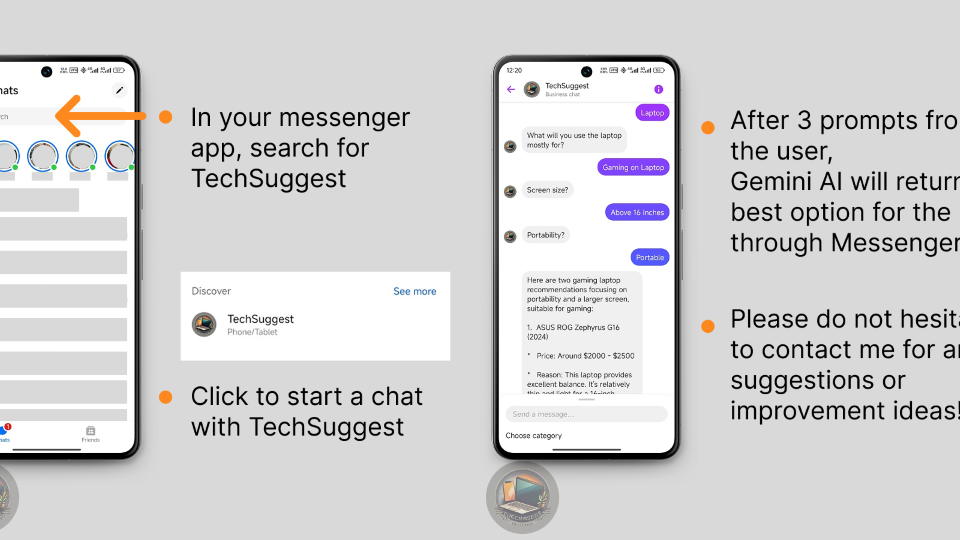 hats
rch
In your messenger
app, search for
TechSuggest
Discover
See more
TechSuggest
Phone/Tablet
Click to start a chat
with TechSuggest
hats
1
Friends
12:20
TechSuggest
Business chat
Laptop
What will you use the laptop
mostly for?
Gaming on Laptop
Screen size?
Above 16 inches
Portability?
Portable
Here are two gaming laptop
recommendations focusing on
portability and a larger screen,
suitable for gaming:
1. ASUS ROG Zephyrus G16
(2024)
* Price: Around $2000 - $2500
* Reason: This laptop provides
excellent balance. It's relatively
thin and light for a 16-inch
Send a message...
Choose category
After 3 prompts fro
the user,
Gemini AI will return
best option for the
through Messenger
Please do not hesita
to contact me for an
suggestions or
improvement ideas!